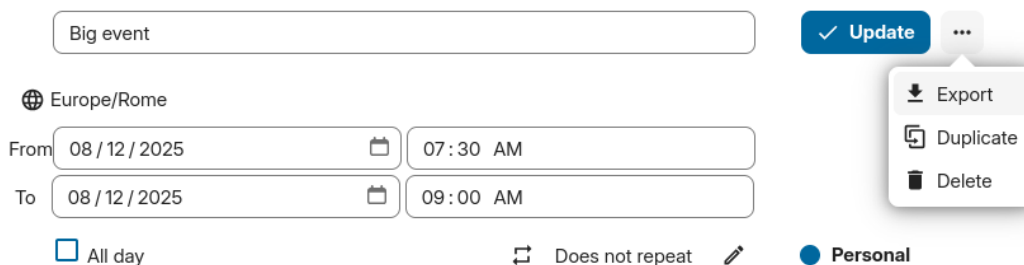 Big event
Update
Export
Europe/Rome
Duplicate
From 08/12/2025 07:30 AM
Delete
To 08/12/2025 09:00 AM
All day
Does not repeat
Personal